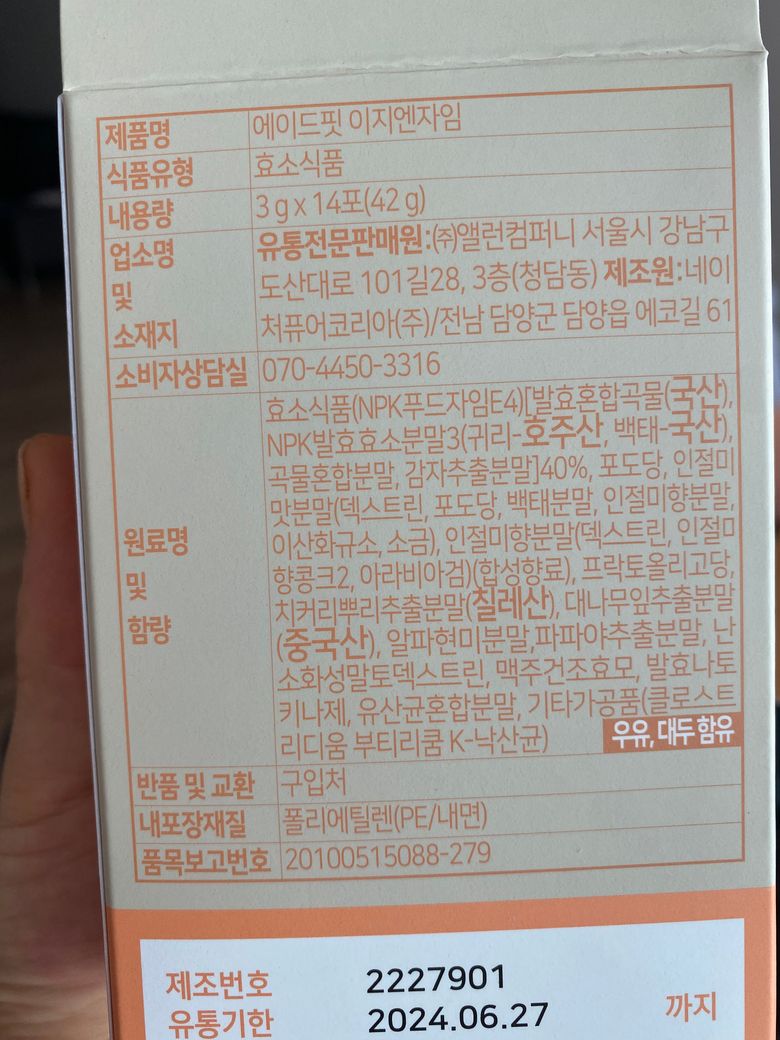 제품명 에이드핏 이지엔자임
식품유형 효소식품
내용량 3 g x 14포(42 g)
업소명 및 소재지 유통전문판매원:(주)앨런컴퍼니 서울시 강남구
도산대로 101길28, 3층(청담동) 제조원:네이
처퓨어코리아(주)/전남 담양군 담양읍 에코길 61
소비자상담실 070-4450-3316
원료명 및 함량 효소식품(NPK푸드자임E4)[발효혼합곡물(국산),
NPK발효효소분말3(귀리-호주산, 백태-국산),
곡물혼합분말, 감자추출분말]40%, 포도당, 인절미
맛분말(덱스트린, 포도당, 백태분말, 인절미향분말,
이산화규소, 소금), 인절미향분말(덱스트린, 인절미
향콩크2, 아라비아검)(합성향료), 프락토올리고당,
치커리뿌리추출분말(칠레산), 대나무잎추출분말
(중국산), 알파현미분말,파파야추출분말, 난
소화성말토덱스트린, 맥주건조효모, 발효나토
키나제, 유산균혼합분말, 기타가공품(클로스트
리디움 부티리쿰 K-낙산균) 우유, 대두 함유
반품 및 교환 구입처
내포장재질 폴리에틸렌(PE/내면)
품목보고번호 20100515088-279
제조번호 2227901
유통기한 2024.06.27 까지